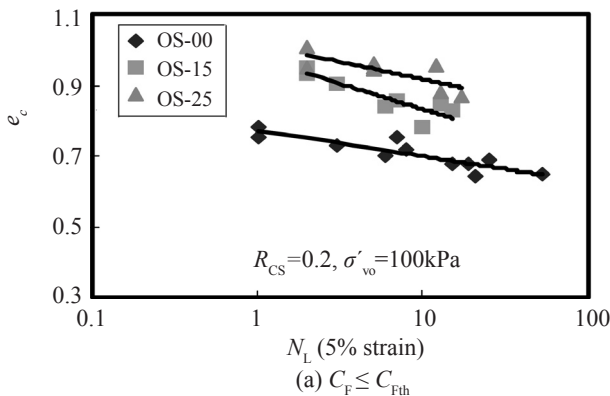 1.1
0.9
0.7
0.5
0.3
e_c
OS-00
OS-15
OS-25
R_CS=0.2, σ′_vo=100kPa
0.1 1 10 100
N_L (5% strain)
(a) C_F ≤ C_Fth